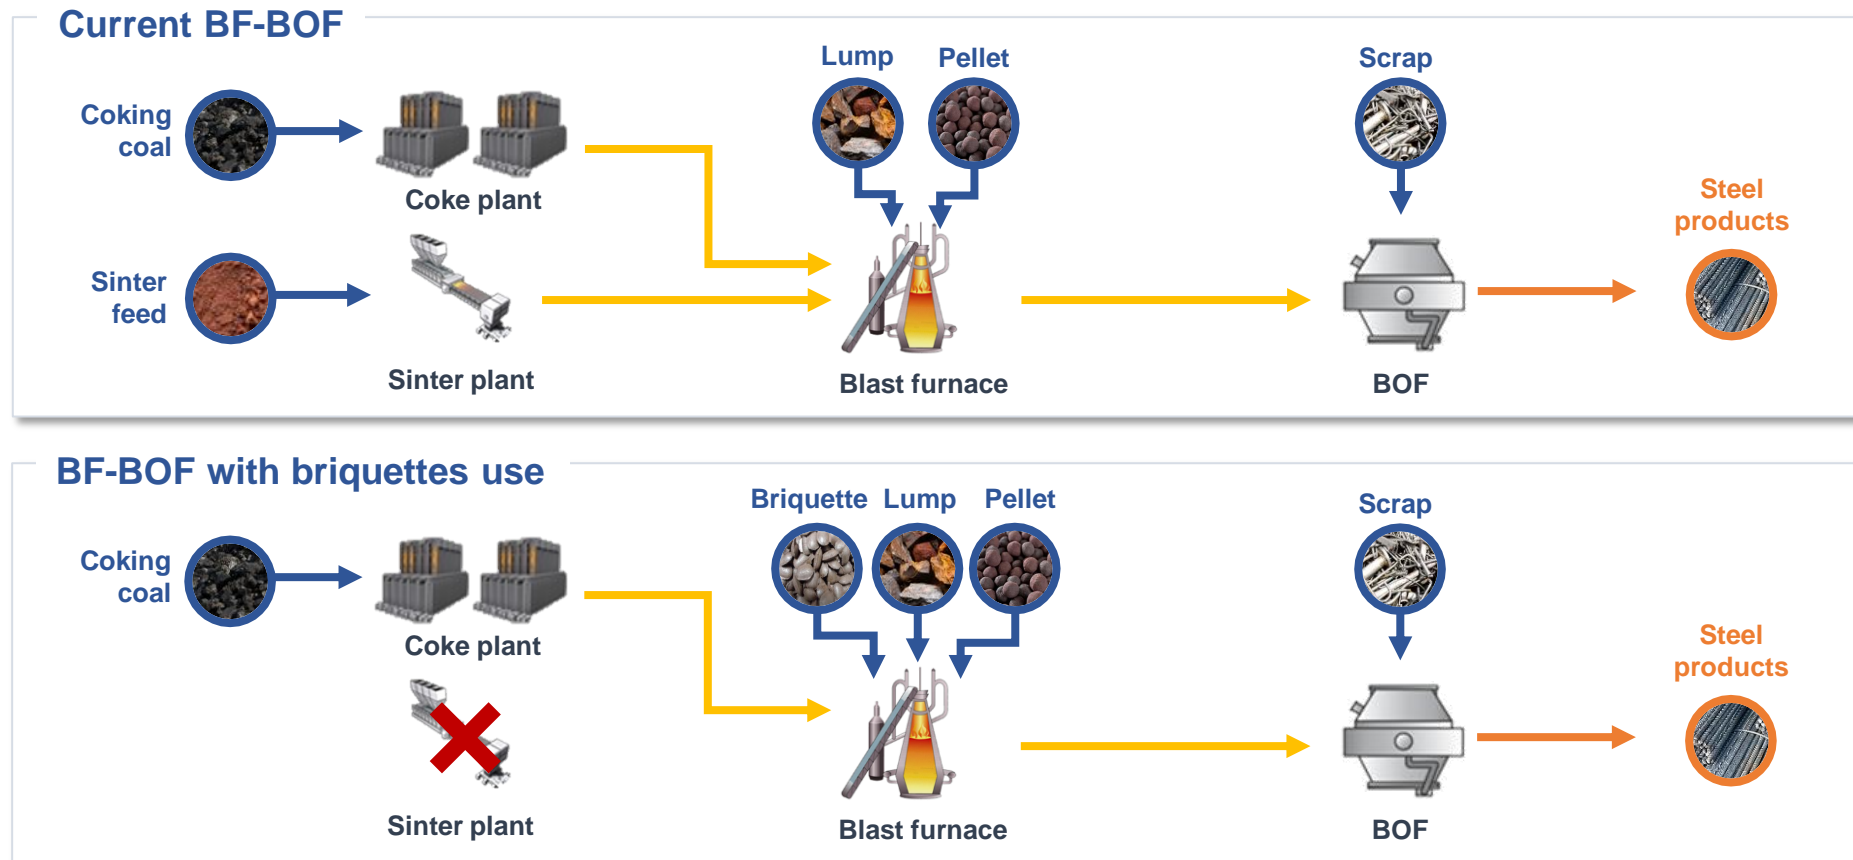 Current BF-BOF
Lump
Pellet
Scrap
Coking
coal
Coke plant
Steel
products
Sinter
feed
Sinter plant
Blast furnace
BOF
BF-BOF with briquettes use
Briquette
Lump
Pellet
Scrap
Coking
coal
Coke plant
Steel
products
Sinter plant
Blast furnace
BOF